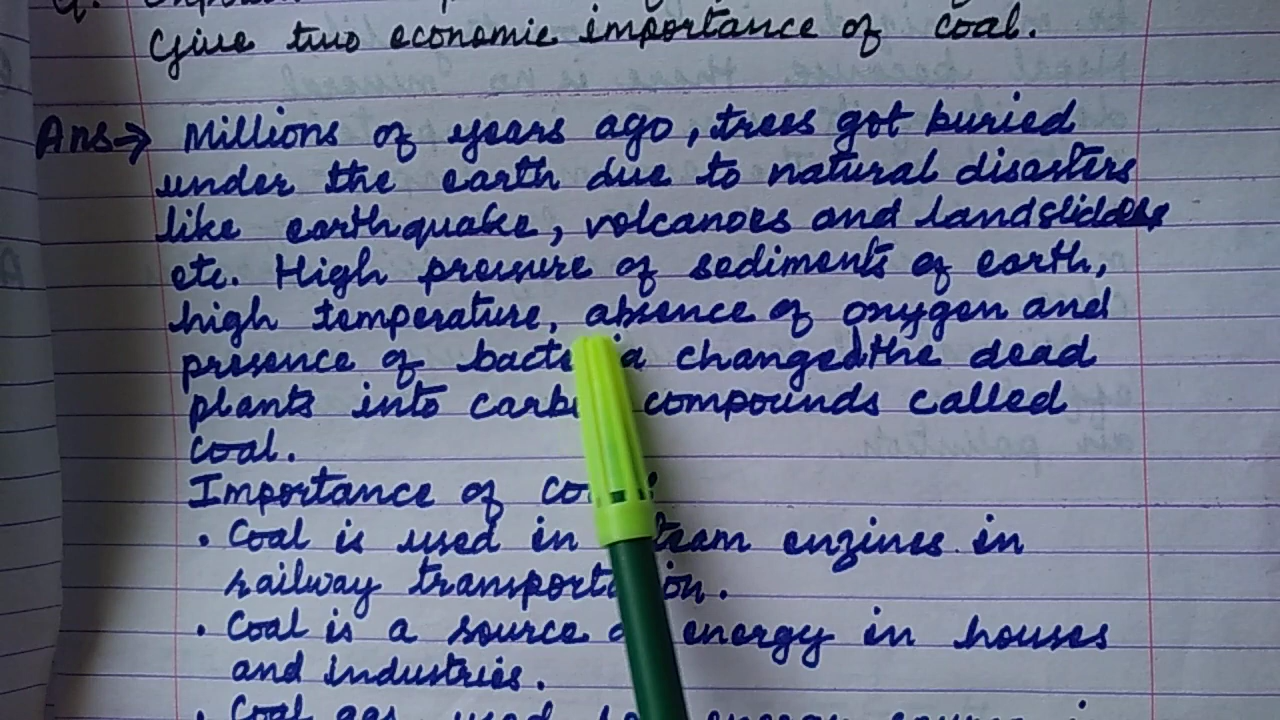 Q.
Give two economic importance of coal.
Ans→ Millions of years ago, trees got buried
under the earth due to natural disasters
like earthquake, volcanoes and landslides
etc. High pressure of sediments of earth,
high temperature, absence of oxygen and
presence of bacteria changed the dead
plants into carbon compounds called
coal.
Importance of coal:
• Coal is used in steam engines in
railway transportation.
• Coal is a source of energy in houses
and industries.
• Coal gas used